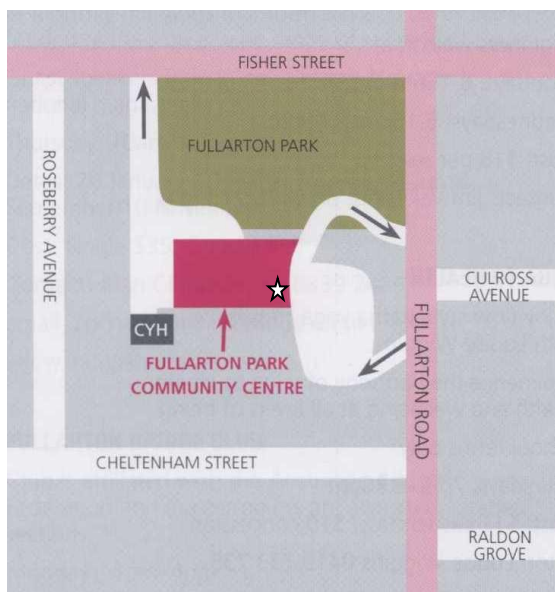 FISHER STREET
FULLARTON PARK
ROSEBERRY AVENUE
CULROSS
AVENUE
CYH
FULLARTON PARK
COMMUNITY CENTRE
FULLARTON ROAD
CHELTENHAM STREET
RALDON
GROVE